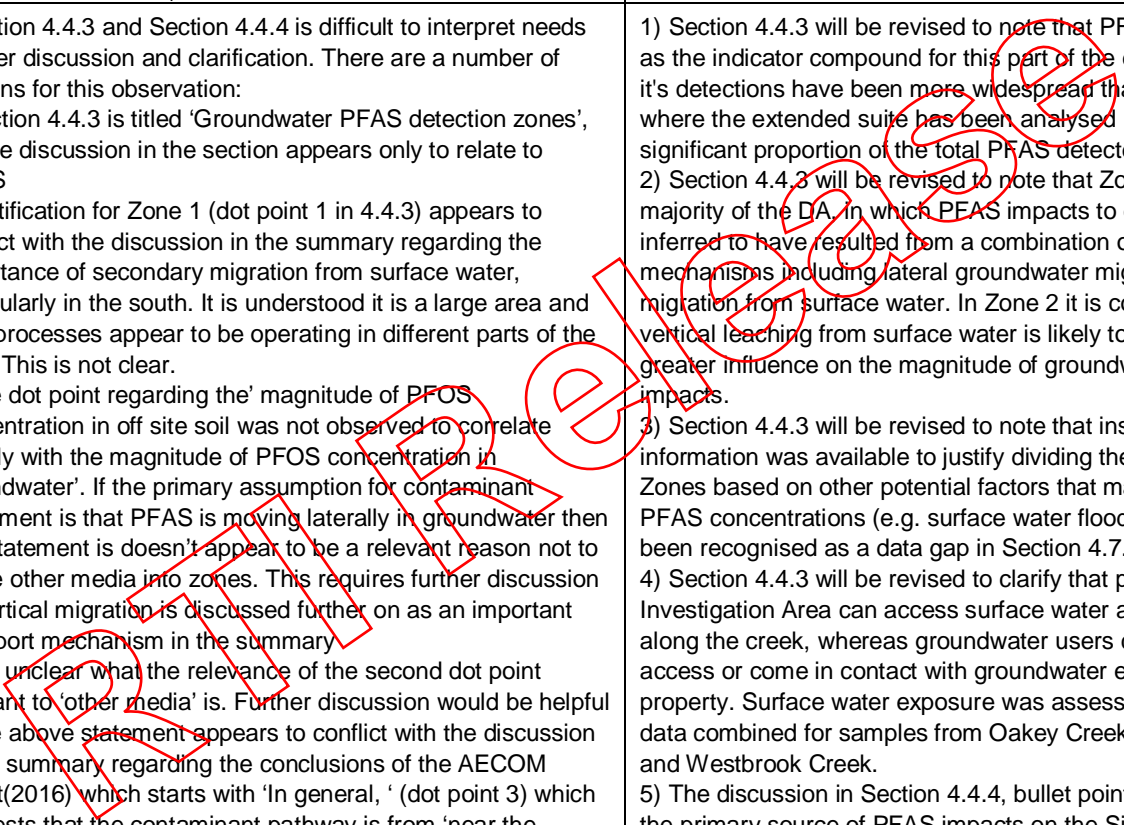 tion 4.4.3 and Section 4.4.4 is difficult to interpret needs
er discussion and clarification. There are a number of
ns for this observation:
ction 4.4.3 is titled ‘Groundwater PFAS detection zones’,
e discussion in the section appears only to relate to
S
tification for Zone 1 (dot point 1 in 4.4.3) appears to
ct with the discussion in the summary regarding the
tance of secondary migration from surface water,
ularly in the south. It is understood it is a large area and
processes appear to be operating in different parts of the
This is not clear.
e dot point regarding the’ magnitude of PFOS
entration in off site soil was not observed to correlate
ly with the magnitude of PFOS concentration in
ndwater’. If the primary assumption for contaminant
ment is that PFAS is moving laterally in groundwater then
tatement is doesn’t appear to be a relevant reason not to
e other media into zones. This requires further discussion
rtical migration is discussed further on as an important
port mechanism in the summary
unclear what the relevance of the second dot point
ant to ‘other media’ is. Further discussion would be helpful
e above statement appears to conflict with the discussion
summary regarding the conclusions of the AECOM
t(2016) which starts with ‘In general, ‘ (dot point 3) which
ests that the contaminant pathway is from ‘near the
1) Section 4.4.3 will be revised to note that PF
as the indicator compound for this part of the
it's detections have been more widespread tha
where the extended suite has been analysed
significant proportion of the total PFAS detect
2) Section 4.4.3 will be revised to note that Zo
majority of the DA, in which PFAS impacts to
inferred to have resulted from a combination o
mechanisms including lateral groundwater mig
migration from surface water. In Zone 2 it is co
vertical leaching from surface water is likely to
greater influence on the magnitude of groundw
impacts.
3) Section 4.4.3 will be revised to note that ins
information was available to justify dividing the
Zones based on other potential factors that ma
PFAS concentrations (e.g. surface water flood
been recognised as a data gap in Section 4.7.
4) Section 4.4.3 will be revised to clarify that p
Investigation Area can access surface water a
along the creek, whereas groundwater users o
access or come in contact with groundwater e
property. Surface water exposure was assess
data combined for samples from Oakey Creek
and Westbrook Creek.
5) The discussion in Section 4.4.4, bullet point
the primary source of PFAS impacts on the Si
RTI Release